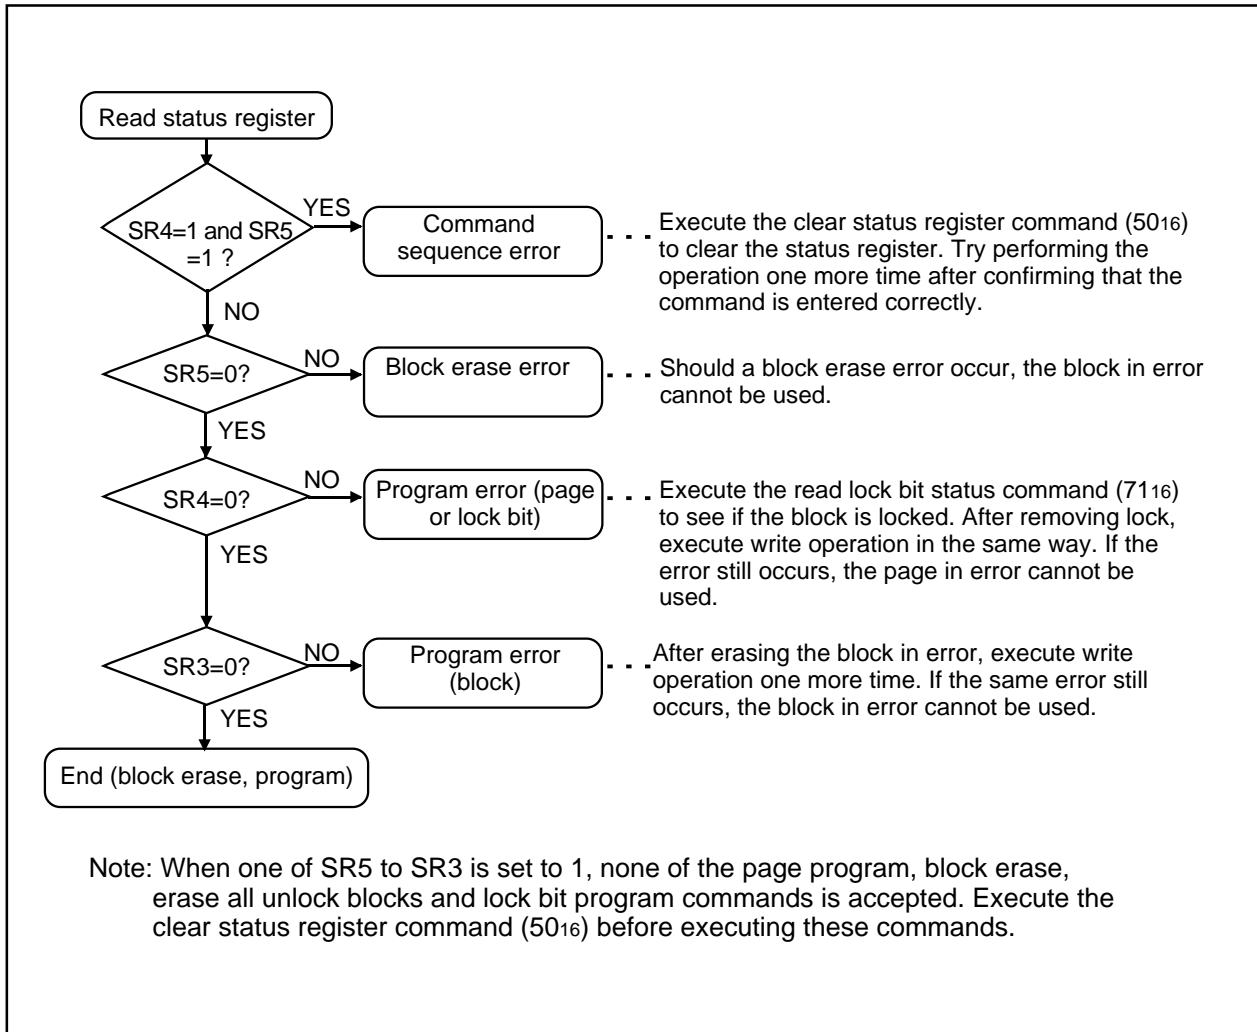 Read status register
SR4=1 and SR5
=1 ?
YES
Command
sequence error
Execute the clear status register command (5016)
to clear the status register. Try performing the
operation one more time after confirming that the
command is entered correctly.
NO
SR5=0?
NO
Block erase error
Should a block erase error occur, the block in error
cannot be used.
YES
SR4=0?
NO
Program error (page
or lock bit)
Execute the read lock bit status command (7116)
to see if the block is locked. After removing lock,
execute write operation in the same way. If the
error still occurs, the page in error cannot be
used.
YES
SR3=0?
NO
Program error
(block)
After erasing the block in error, execute write
operation one more time. If the same error still
occurs, the block in error cannot be used.
YES
End (block erase, program)
Note: When one of SR5 to SR3 is set to 1, none of the page program, block erase,
erase all unlock blocks and lock bit program commands is accepted. Execute the
clear status register command (5016) before executing these commands.